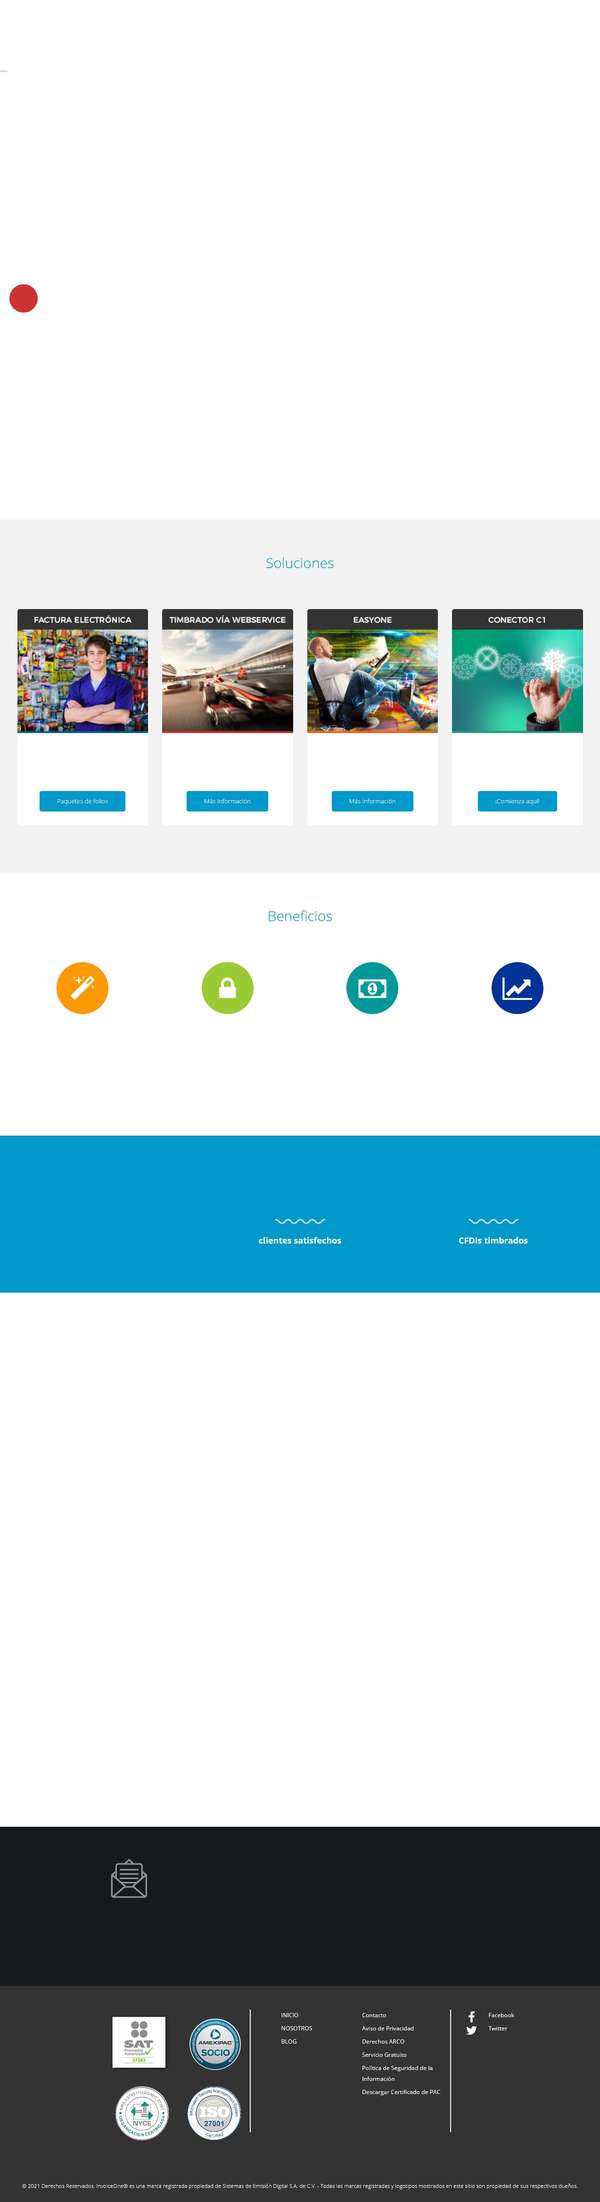 Soluciones
FACTURA ELECTRÓNICA
TIMBRADO VÍA WEBSERVICE
EASYONE
CONECTOR C1
Paquetes de folios
Más Información
Más información
¡Comienza aquí!
Beneficios
clientes satisfechos
CFDIs timbrados
SAT
AMEXIPAC
SOCIO
NYCE
ISO
27001
INICIO
NOSOTROS
BLOG
Contacto
Aviso de Privacidad
Derechos ARCO
Servicio Gratuito
Política de Seguridad de la
Información
Descargar Certificado de PAC
Facebook
Twitter
© 2021 Derechos Reservados. InvoiceOne® es una marca registrada propiedad de Sistemas de Emisión Digital S.A. de C.V. - Todas las marcas registradas y logotipos mostrados en este sitio son propiedad de sus respectivos dueños.